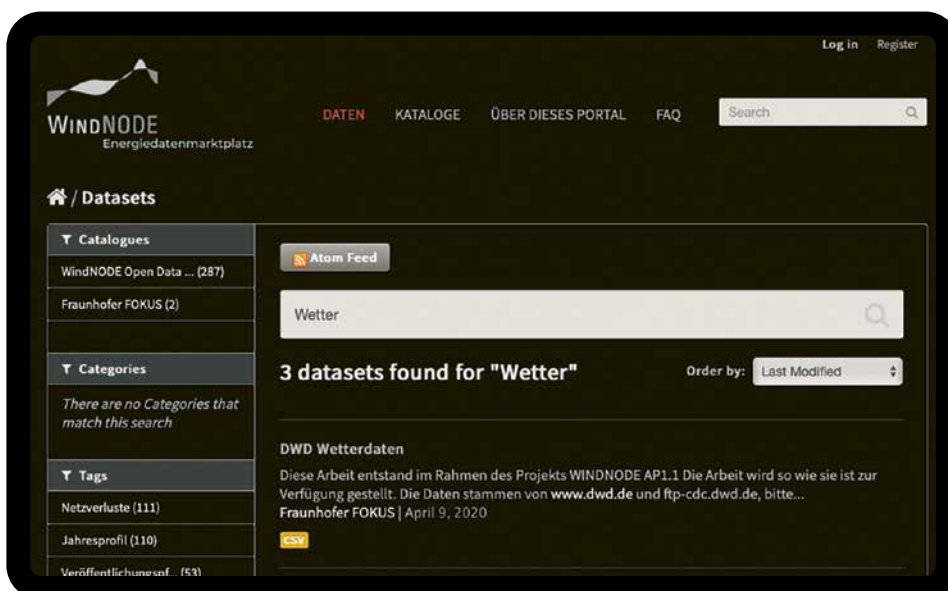 Log in Register
WINDNODE
Energiedatenmarktplatz
DATEN KATALOGE ÜBER DIESES PORTAL FAQ Search
/ Datasets
Catalogues
WindNODE Open Data ... (287)
Fraunhofer FOKUS (2)
Categories
There are no Categories that
match this search
Tags
Netzverluste (111)
Jahresprofil (110)
Veröffentlichungspf... (53)
Atom Feed
Wetter
3 datasets found for "Wetter"
Order by: Last Modified
DWD Wetterdaten
Diese Arbeit entstand im Rahmen des Projekts WINDNODE AP1.1 Die Arbeit wird so wie sie ist zur
Verfügung gestellt. Die Daten stammen von www.dwd.de und ftp-cdc.dwd.de, bitte...
Fraunhofer FOKUS | April 9, 2020
CSV